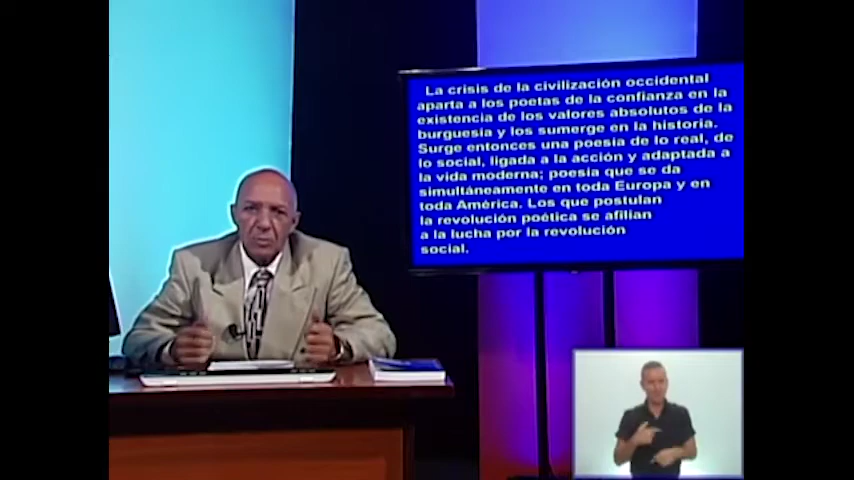 La crisis de la civilización occidental
aparta a los poetas de la confianza en la
existencia de los valores absolutos de la
burguesía y los sumerge en la historia.
Surge entonces una poesía de lo real, de
lo social, ligada a la acción y adaptada a
la vida moderna; poesía que se da
simultáneamente en toda Europa y en
toda América. Los que postulan
la revolución poética se afilian
a la lucha por la revolución
social.